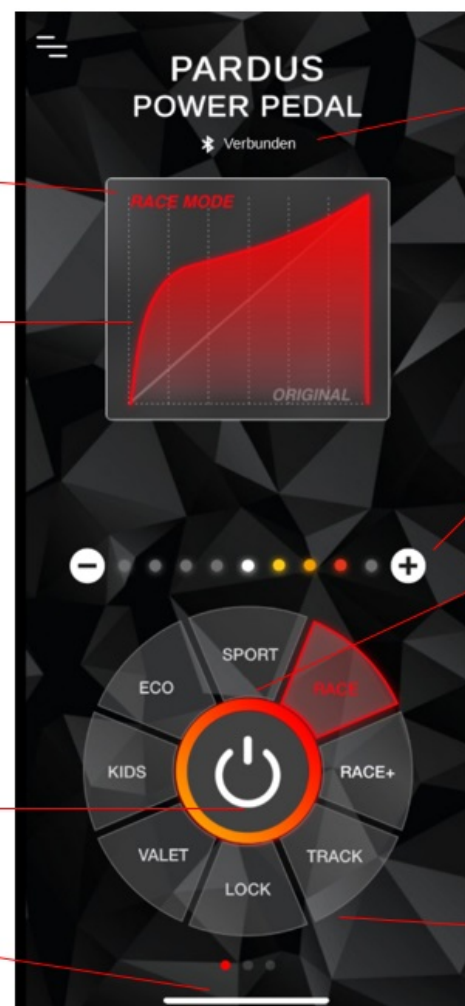 PARDUS
POWER PEDAL
Verbunden
RACE MODE
ORIGINAL
SPORT
ECO
RACE
KIDS
RACE+
VALET
TRACK
LOCK